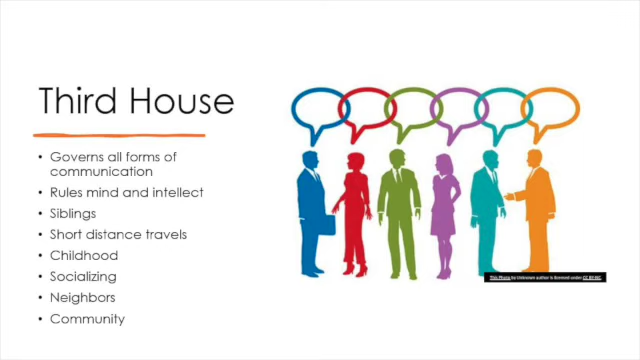 Third House
• Governs all forms of
communication
• Rules mind and intellect
• Siblings
• Short distance travels
• Childhood
• Socializing
• Neighbors
• Community
This Photo by Unknown author is licensed under CC BY-NC.